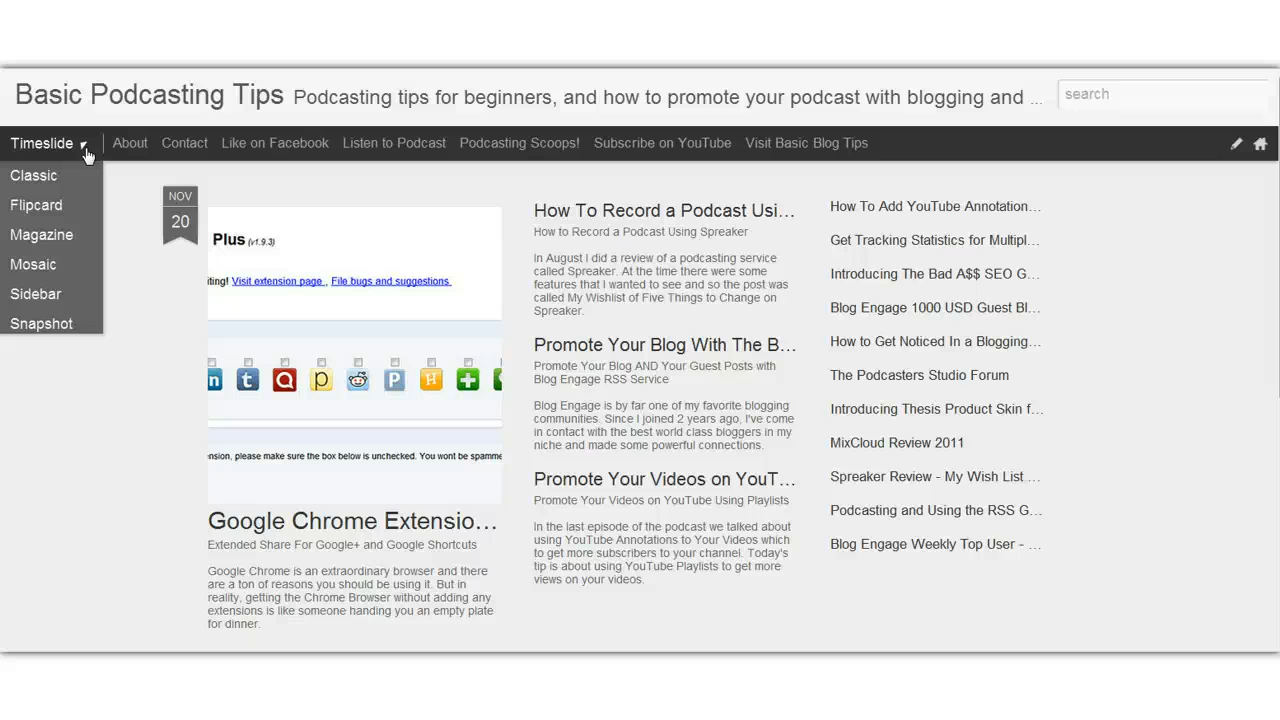 Basic Podcasting Tips Podcasting tips for beginners, and how to promote your podcast with blogging and ...
search
Timeslide About Contact Like on Facebook Listen to Podcast Podcasting Scoops! Subscribe on YouTube Visit Basic Blog Tips
Classic
Flipcard
Magazine
Mosaic
Sidebar
Snapshot
NOV
20
Plus (v1.9.3)
iting! Visit extension page , File bugs and suggestions
nsion, please make sure the box below is unchecked. You wont be spamme
Google Chrome Extensio...
Extended Share For Google+ and Google Shortcuts
Google Chrome is an extraordinary browser and there
are a ton of reasons you should be using it. But in
reality, getting the Chrome Browser without adding any
extensions is like someone handing you an empty plate
for dinner.
How To Record a Podcast Usi...
How to Record a Podcast Using Spreaker
In August I did a review of a podcasting service
called Spreaker. At the time there were some
features that I wanted to see and so the post was
called My Wishlist of Five Things to Change on
Spreaker.
Promote Your Blog With The B...
Promote Your Blog AND Your Guest Posts with
Blog Engage RSS Service
Blog Engage is by far one of my favorite blogging
communities. Since I joined 2 years ago, I've come
in contact with the best world class bloggers in my
niche and made some powerful connections.
Promote Your Videos on YouT...
Promote Your Videos on YouTube Using Playlists
In the last episode of the podcast we talked about
using YouTube Annotations to Your Videos which
to get more subscribers to your channel. Today's
tip is about using YouTube Playlists to get more
views on your videos.
How To Add YouTube Annotation...
Get Tracking Statistics for Multipl...
Introducing The Bad A$$ SEO G...
Blog Engage 1000 USD Guest Bl...
How to Get Noticed In a Blogging...
The Podcasters Studio Forum
Introducing Thesis Product Skin f...
MixCloud Review 2011
Spreaker Review - My Wish List ...
Podcasting and Using the RSS G...
Blog Engage Weekly Top User - ...